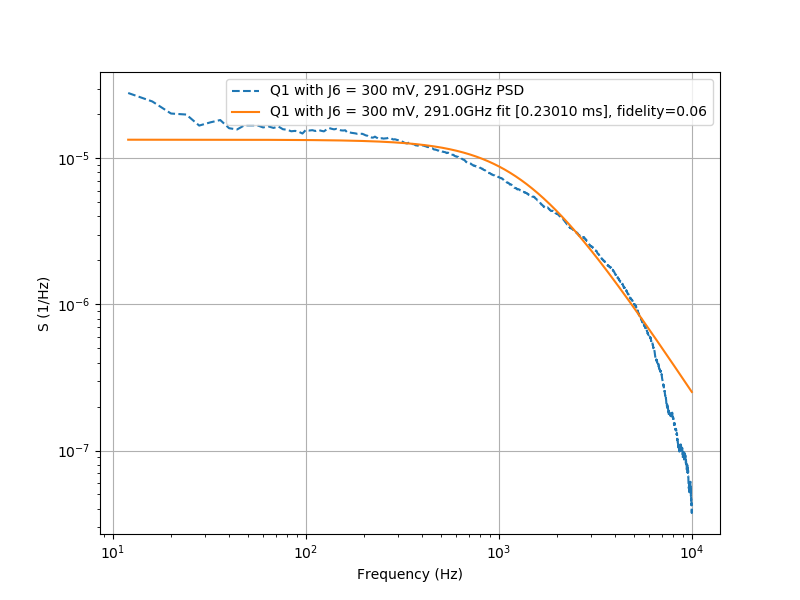 Q1 with J6 = 300 mV, 291.0GHz PSD
Q1 with J6 = 300 mV, 291.0GHz fit [0.23010 ms], fidelity=0.06
S (1/Hz)
10⁻⁵
10⁻⁶
10⁻⁷
10¹ 10² 10³ 10⁴
Frequency (Hz)